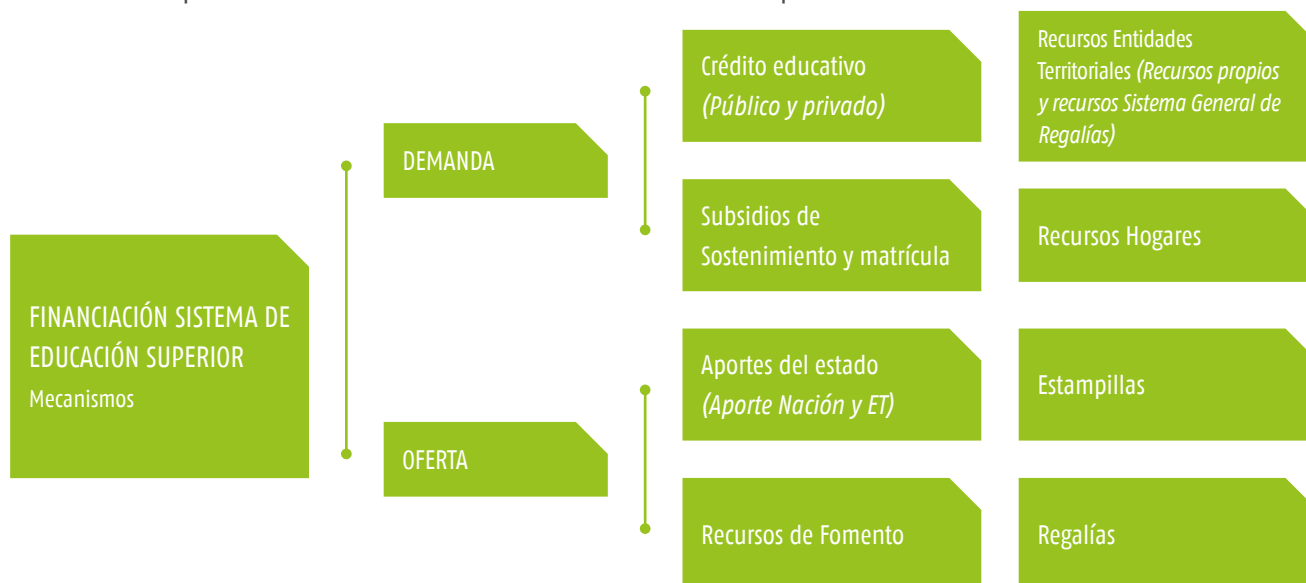 FINANCIACIÓN SISTEMA DE
EDUCACIÓN SUPERIOR
Mecanismos
DEMANDA
Crédito educativo
(Público y privado)
Recursos Entidades
Territoriales (Recursos propios
y recursos Sistema General de
Regalías)
Subsidios de
Sostenimiento y matrícula
Recursos Hogares
OFERTA
Aportes del estado
(Aporte Nación y ET)
Estampillas
Recursos de Fomento
Regalías